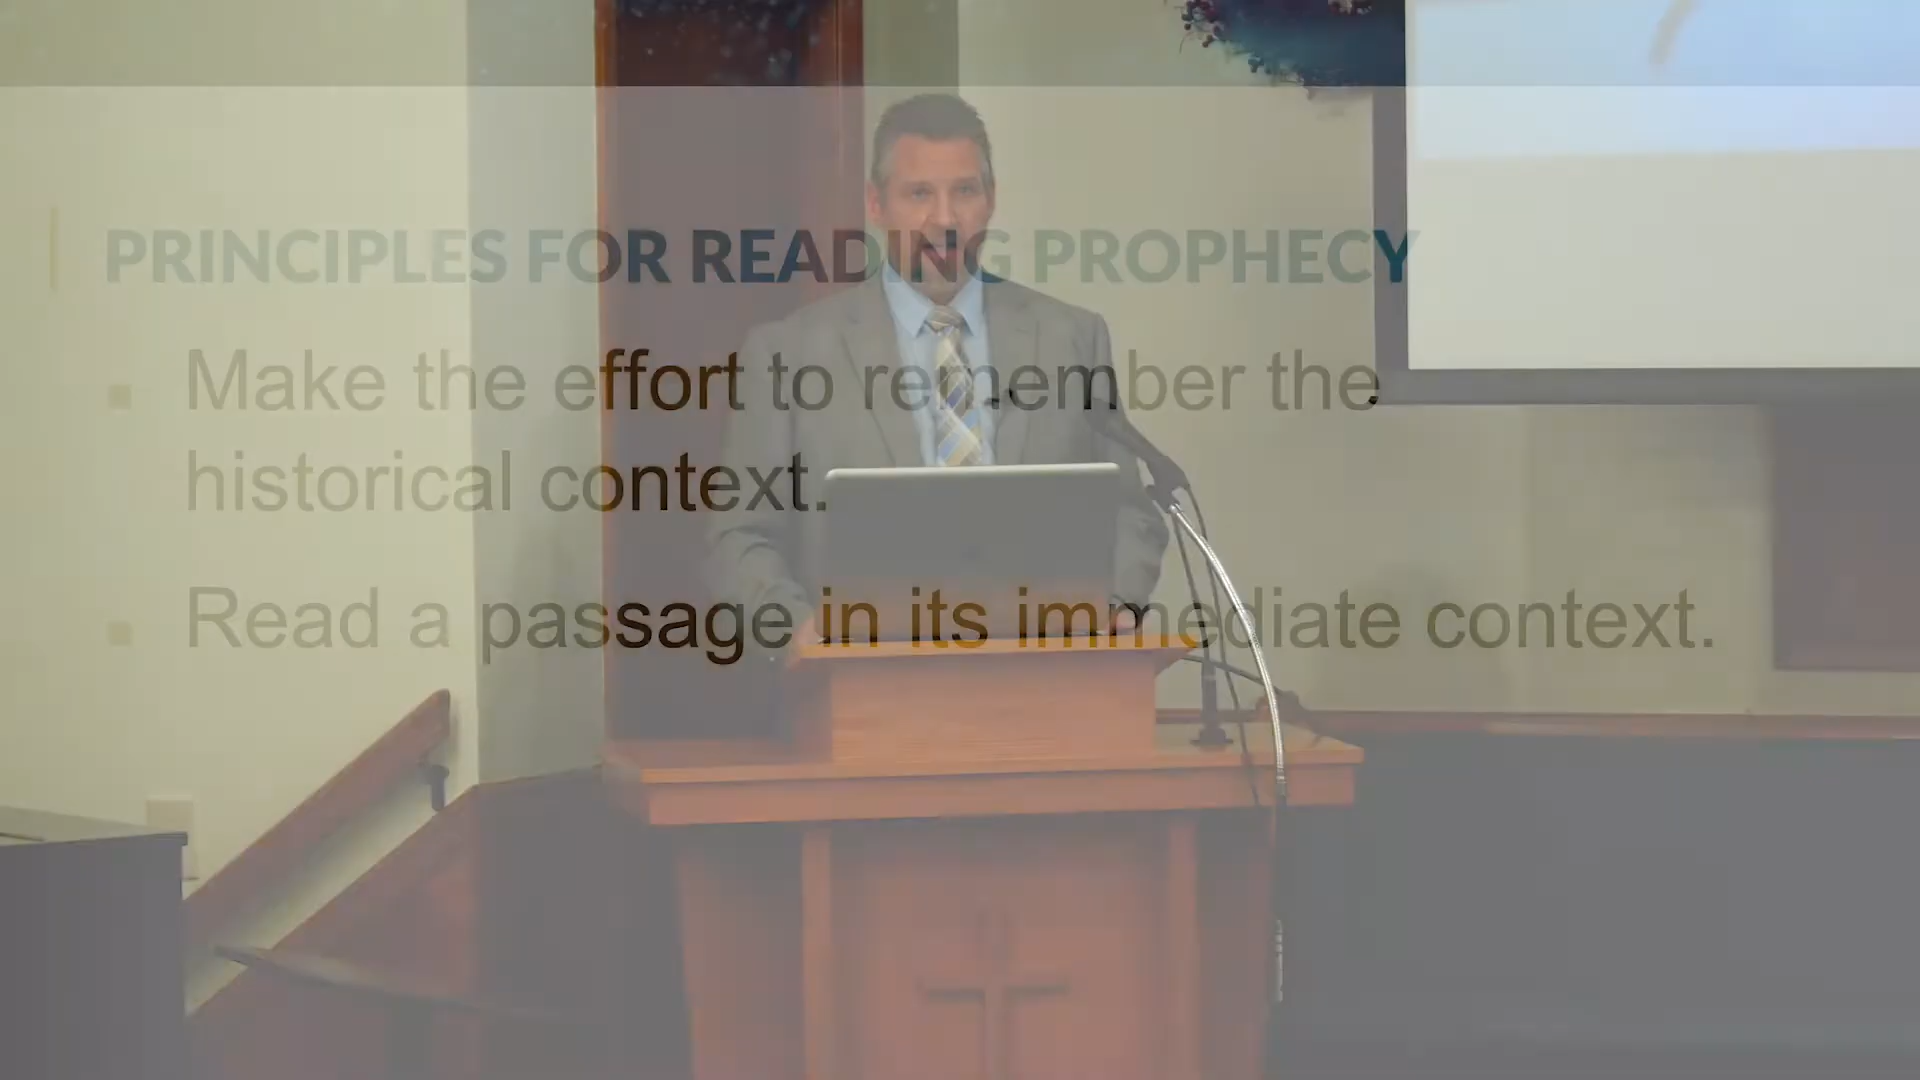 PRINCIPLES FOR READING PROPHECY
Make the effort to remember the
historical context.
Read a passage in its immediate context.